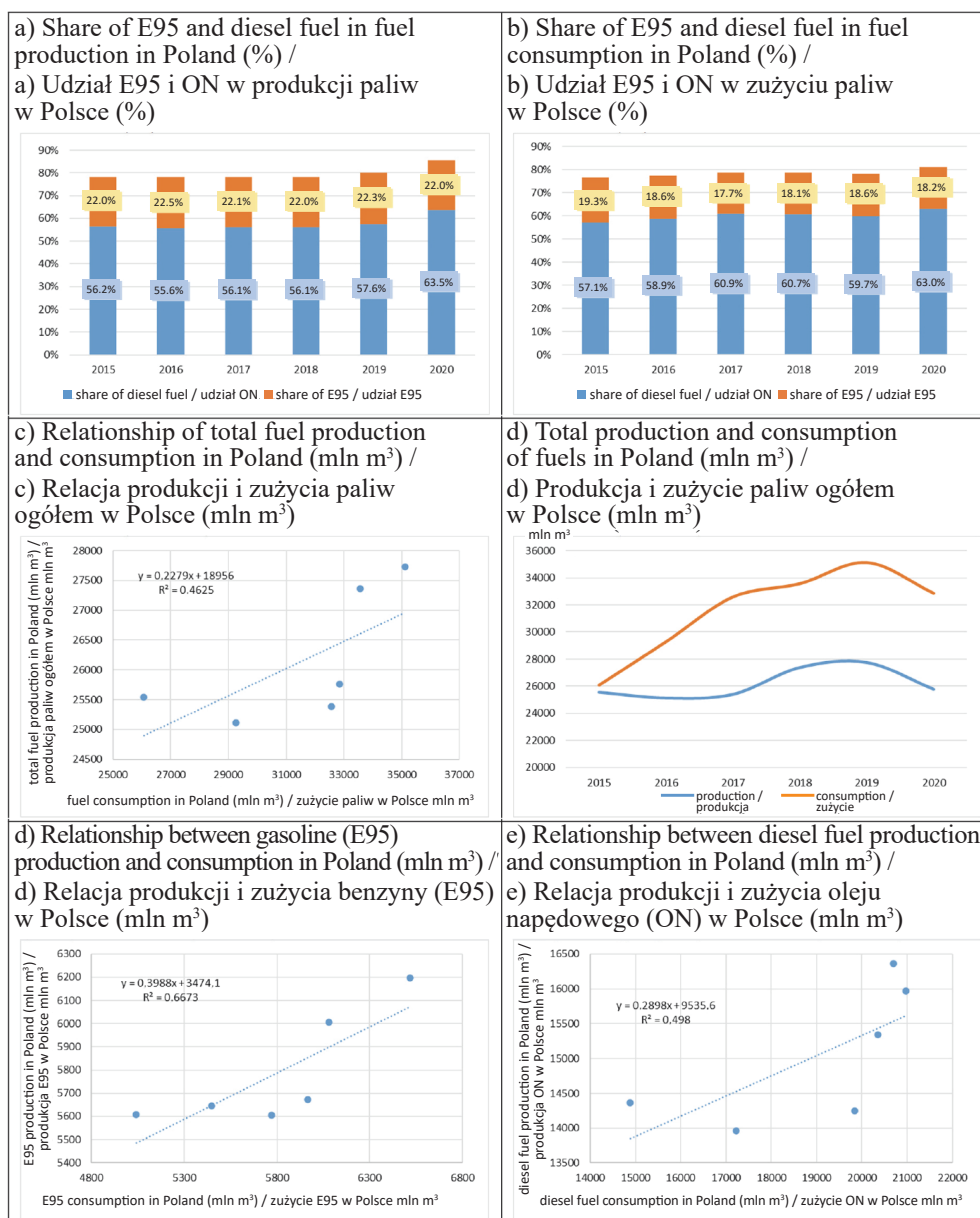 a) Share of E95 and diesel fuel in fuel
production in Poland (%) /
a) Udział E95 i ON w produkcji paliw
w Polsce (%)
90%
80%
70%
60%
50%
40%
30%
20%
10%
0%
22.0% 22.5% 22.1% 22.0% 22.3% 22.0%
56.2% 55.6% 56.1% 56.1% 57.6% 63.5%
2015 2016 2017 2018 2019 2020
share of diesel fuel / udział ON share of E95 / udział E95
b) Share of E95 and diesel fuel in fuel
consumption in Poland (%) /
b) Udział E95 i ON w zużyciu paliw
w Polsce (%)
90%
80%
70%
60%
50%
40%
30%
20%
10%
0%
19.3% 18.6% 17.7% 18.1% 18.6% 18.2%
57.1% 58.9% 60.9% 60.7% 59.7% 63.0%
2015 2016 2017 2018 2019 2020
share of diesel fuel / udział ON share of E95 / udział E95
c) Relationship of total fuel production
and consumption in Poland (mln m³) /
c) Relacja produkcji i zużycia paliw
ogółem w Polsce (mln m³)
total fuel production in Poland (mln m³) /
produkcja paliw ogółem w Polsce mln m³
28000
27500
27000
26500
26000
25500
25000
24500
y = 0.2279x + 18956
R² = 0.4625
25000 27000 29000 31000 33000 35000 37000
fuel consumption in Poland (mln m³) / zużycie paliw w Polsce mln m³
d) Total production and consumption
of fuels in Poland (mln m³) /
d) Produkcja i zużycie paliw ogółem
w Polsce (mln m³)
mln m³
36000
34000
32000
30000
28000
26000
24000
22000
20000
2015 2016 2017 2018 2019 2020
production /
produkcja
consumption /
zużycie
d) Relationship between gasoline (E95)
production and consumption in Poland (mln m³) /
d) Relacja produkcji i zużycia benzyny (E95)
w Polsce (mln m³)
E95 production in Poland (mln m³) /
produkcja E95 w Polsce mln m³
6300
6200
6100
6000
5900
5800
5700
5600
5500
5400
y = 0.3988x + 3474.1
R² = 0.6673
4800 5300 5800 6300 6800
E95 consumption in Poland (mln m³) / zużycie E95 w Polsce mln m³
e) Relationship between diesel fuel production
and consumption in Poland (mln m³) /
e) Relacja produkcji i zużycia oleju
napędowego (ON) w Polsce (mln m³)
diesel fuel production in Poland (mln m³) /
produkcja ON w Polsce mln m³
16500
16000
15500
15000
14500
14000
13500
y = 0.2898x + 9535.6
R² = 0.498
14000 15000 16000 17000 18000 19000 20000 21000 22000
diesel fuel consumption in Poland (mln m³) / zużycie ON w Polsce mln m³